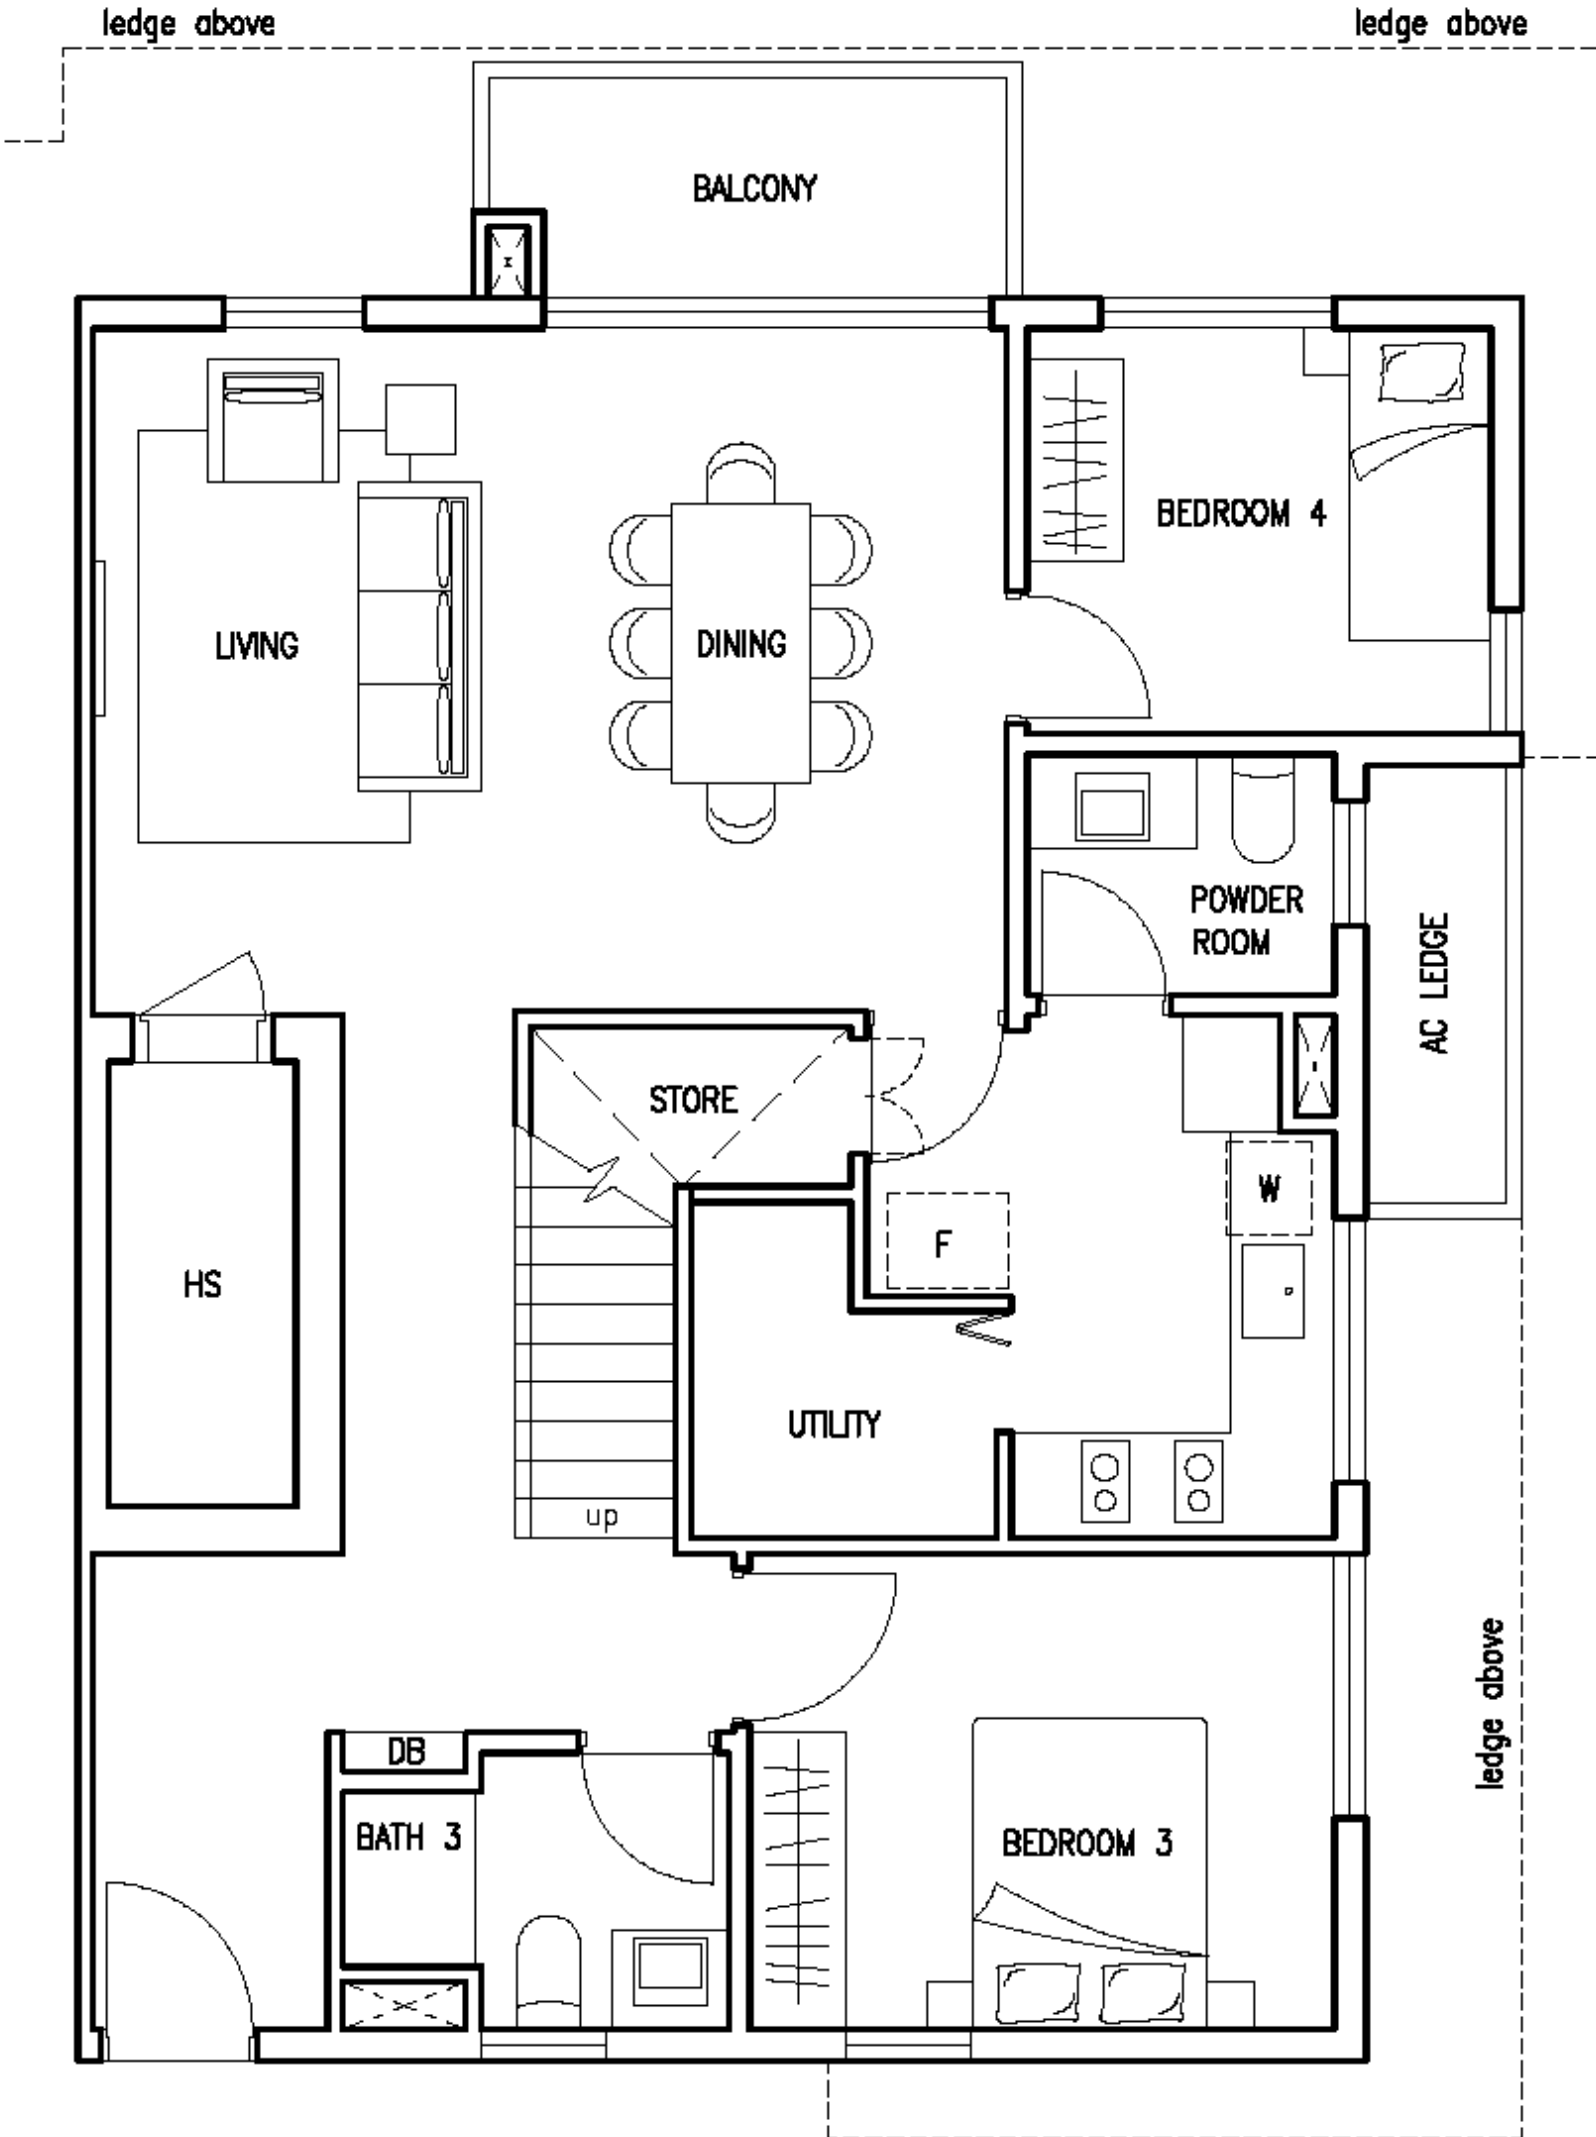 ledge above
ledge above
BALCONY
BEDROOM 4
LIVING
DINING
POWDER
ROOM
AC LEDGE
STORE
W
F
HS
UTILITY
up
ledge above
DB
BATH 3
BEDROOM 3